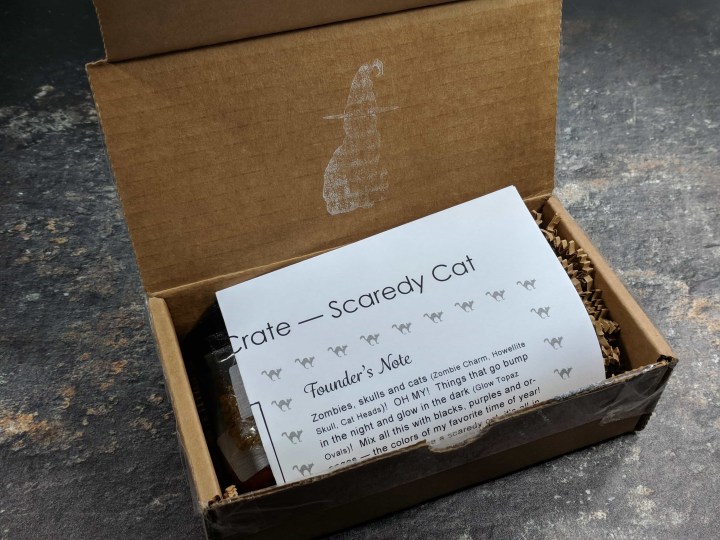 Crate — Scaredy Cat
Founder's Note
Zombies, skulls and cats (Zombie Charm, Howellite
Skull, Cat Heads)! OH MY! Things that go bump
in the night and glow in the dark (Glow Topaz
Ovals)! Mix all this with blacks, purples and or-
— the colors of my favorite time of year!
a scaredy cat